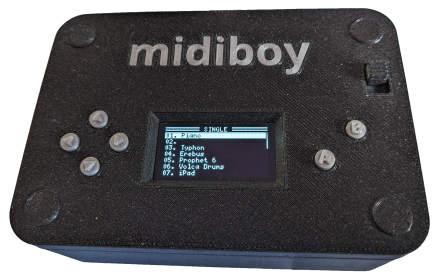 midiboy
SINGLE
01. Piano
02.
03. Typhon
04. Erebus
05. Prophet 6
06. Volca Drums
07. iPad
B
A